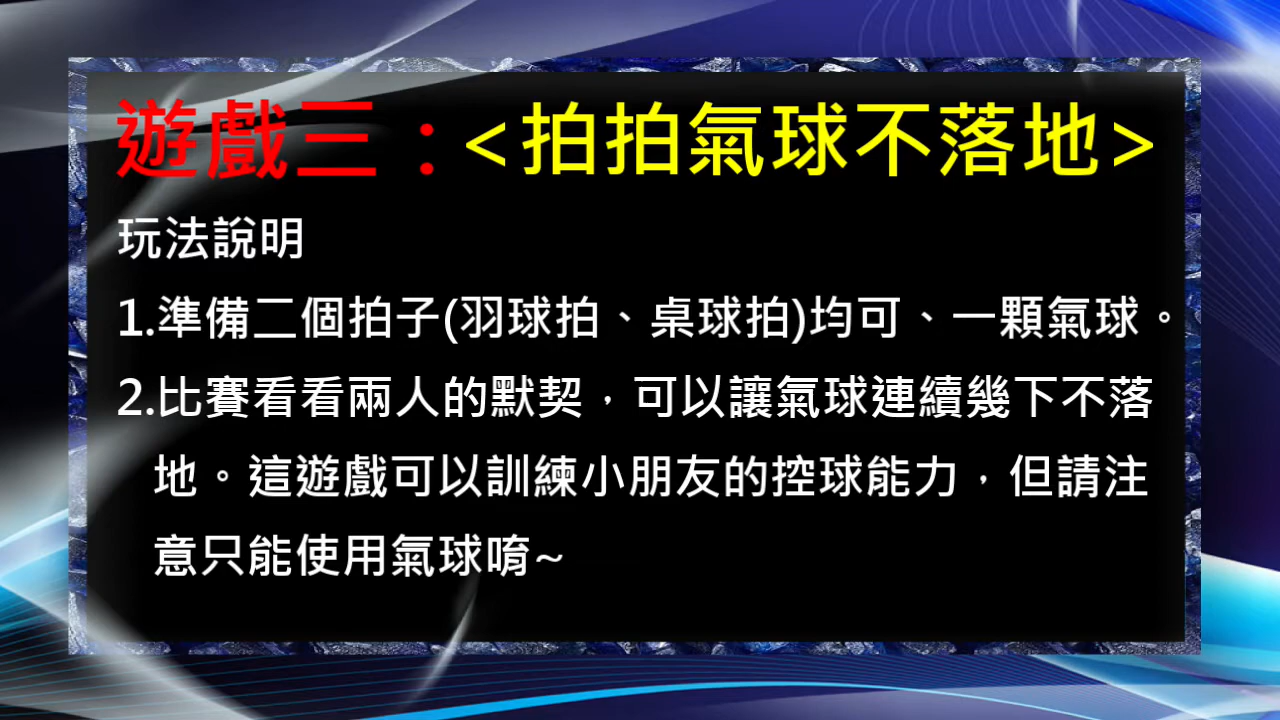 遊戲三：<拍拍氣球不落地>
玩法說明
1.準備二個拍子(羽球拍、桌球拍)均可、一顆氣球。
2.比賽看看兩人的默契，可以讓氣球連續幾下不落
地。這遊戲可以訓練小朋友的控球能力，但請注
意只能使用氣球唷~